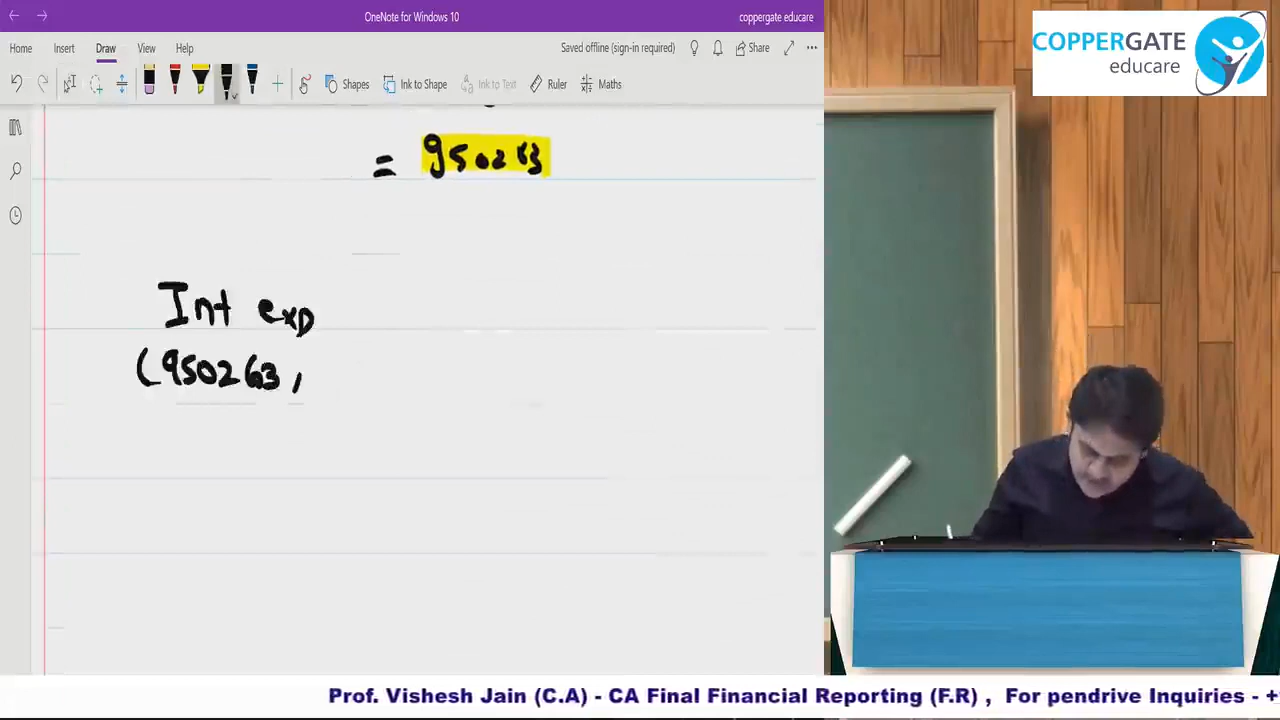 OneNote for Windows 10
coppergate educare
Home Insert Draw View Help
Saved offline (sign-in required)
Share
Shapes
Ink to Shape
Ink to Text
Ruler
Maths
COPPERGATE
educare
= 950263
Int exp
(950263,
Prof. Vishesh Jain (C.A) - CA Final Financial Reporting (F.R) , For pendrive Inquiries - +